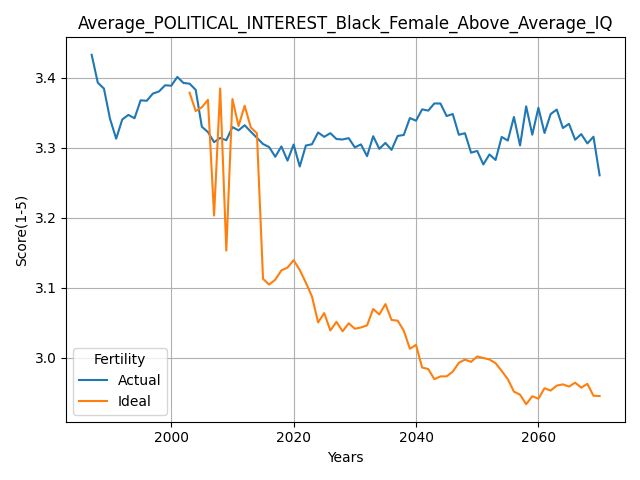 Average_POLITICAL_INTEREST_Black_Female_Above_Average_IQ
3.4
3.3
3.2
3.1
3.0
Score(1-5)
Fertility
Actual
Ideal
2000
2020
2040
2060
Years